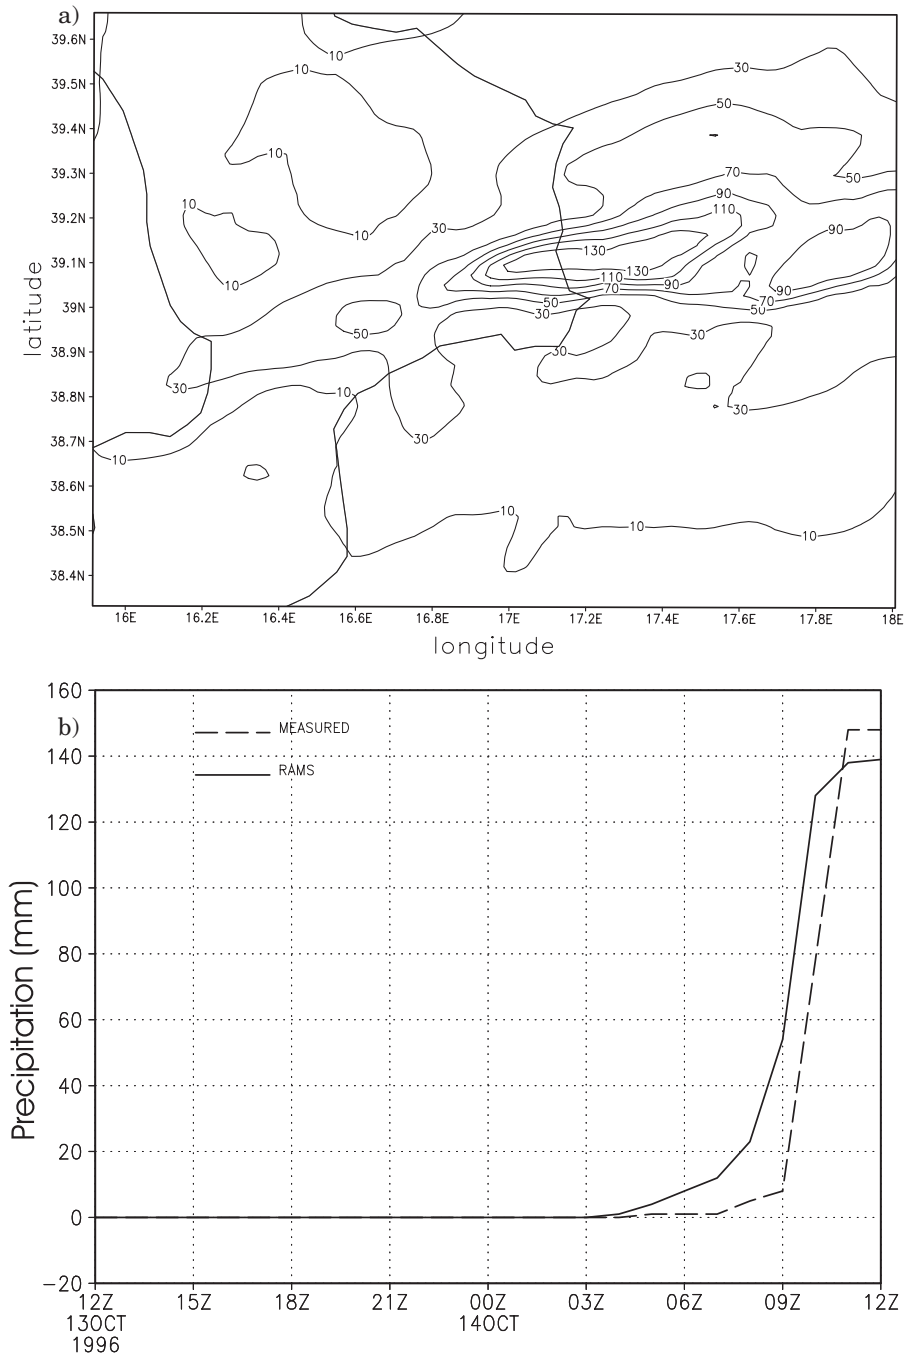 a)
39.6N
39.5N
39.4N
39.3N
39.2N
39.1N
39N
38.9N
38.8N
38.7N
38.6N
38.5N
38.4N
latitude
10
10
30
50
10
50
70
10
90
110
30
90
130
130
10
110
90
70
90
70
50
50
30
50
30
30
30
10
30
30
10
10
10
10
16E 16.2E 16.4E 16.6E 16.8E 17E 17.2E 17.4E 17.6E 17.8E 18E
longitude
b)
MEASURED
RAMS
160
140
120
100
80
60
40
20
0
−20
Precipitation (mm)
12Z 15Z 18Z 21Z 00Z 03Z 06Z 09Z 12Z
13OCT 14OCT
1996